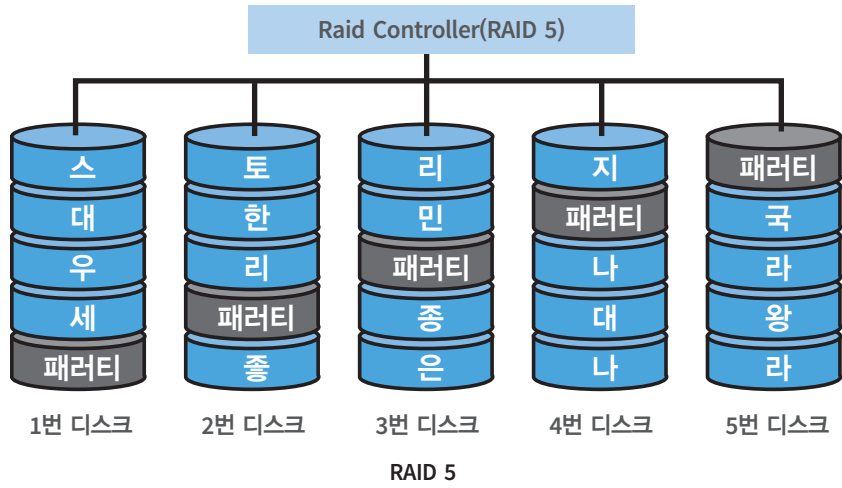 Raid Controller(RAID 5)
스 토 리 지 패러티
대 한 민 패러티 국
우 리 패러티 나 라
세 패러티 종 대 왕
패러티 좋 은 나 라
1번 디스크 2번 디스크 3번 디스크 4번 디스크 5번 디스크
RAID 5